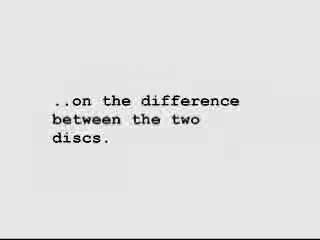 ..on the difference
between the two
discs.